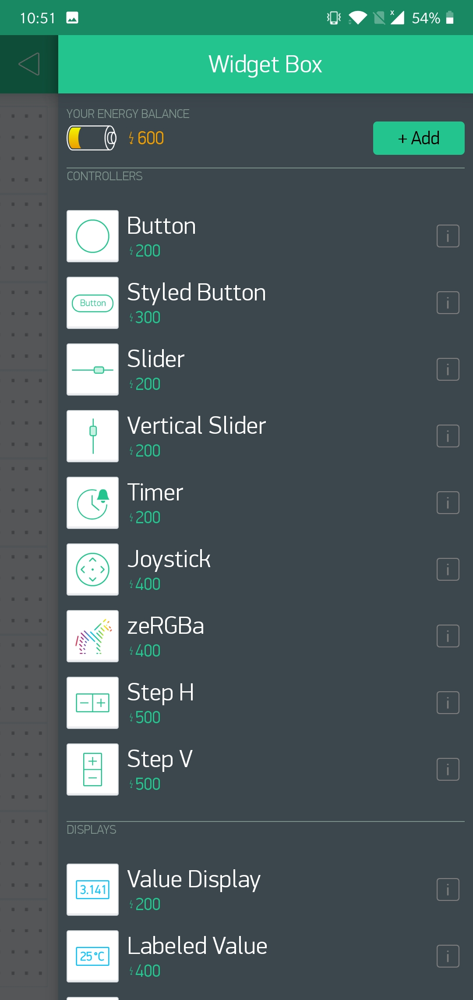 10:51
x
54%
Widget Box
YOUR ENERGY BALANCE
600
+ Add
CONTROLLERS
Button
200
i
Button
Styled Button
300
i
Slider
200
i
Vertical Slider
200
i
Timer
200
i
Joystick
400
i
zeRGBa
400
i
Step H
500
i
Step V
500
i
DISPLAYS
3.141
Value Display
200
i
25°C
Labeled Value
400
i